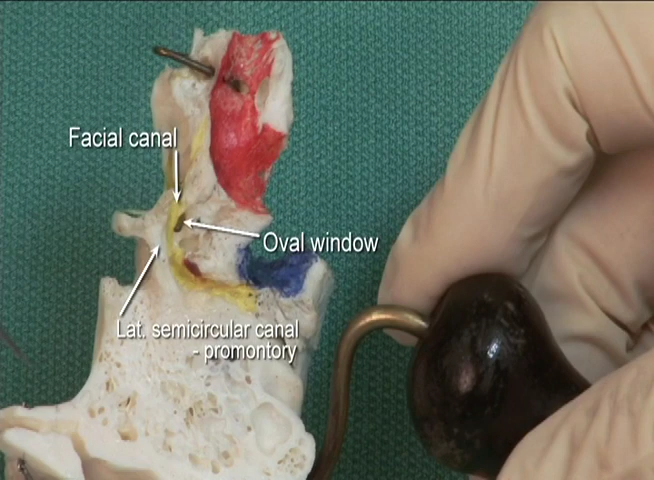 Facial canal
Oval window
Lat. semicircular canal
- promontory